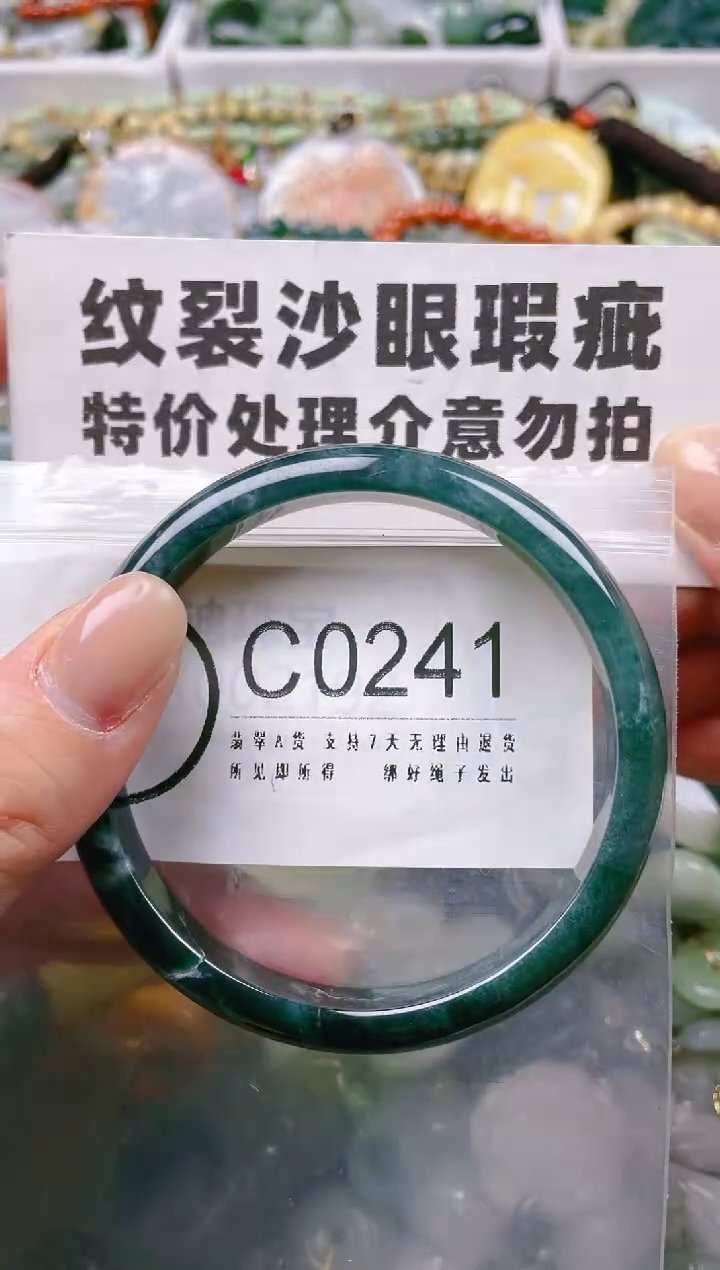 纹裂沙眼瑕疵
特价处理介意勿拍
C0241
翡翠A货 支持7天无理由退货
所见即所得 绑好绳子发出